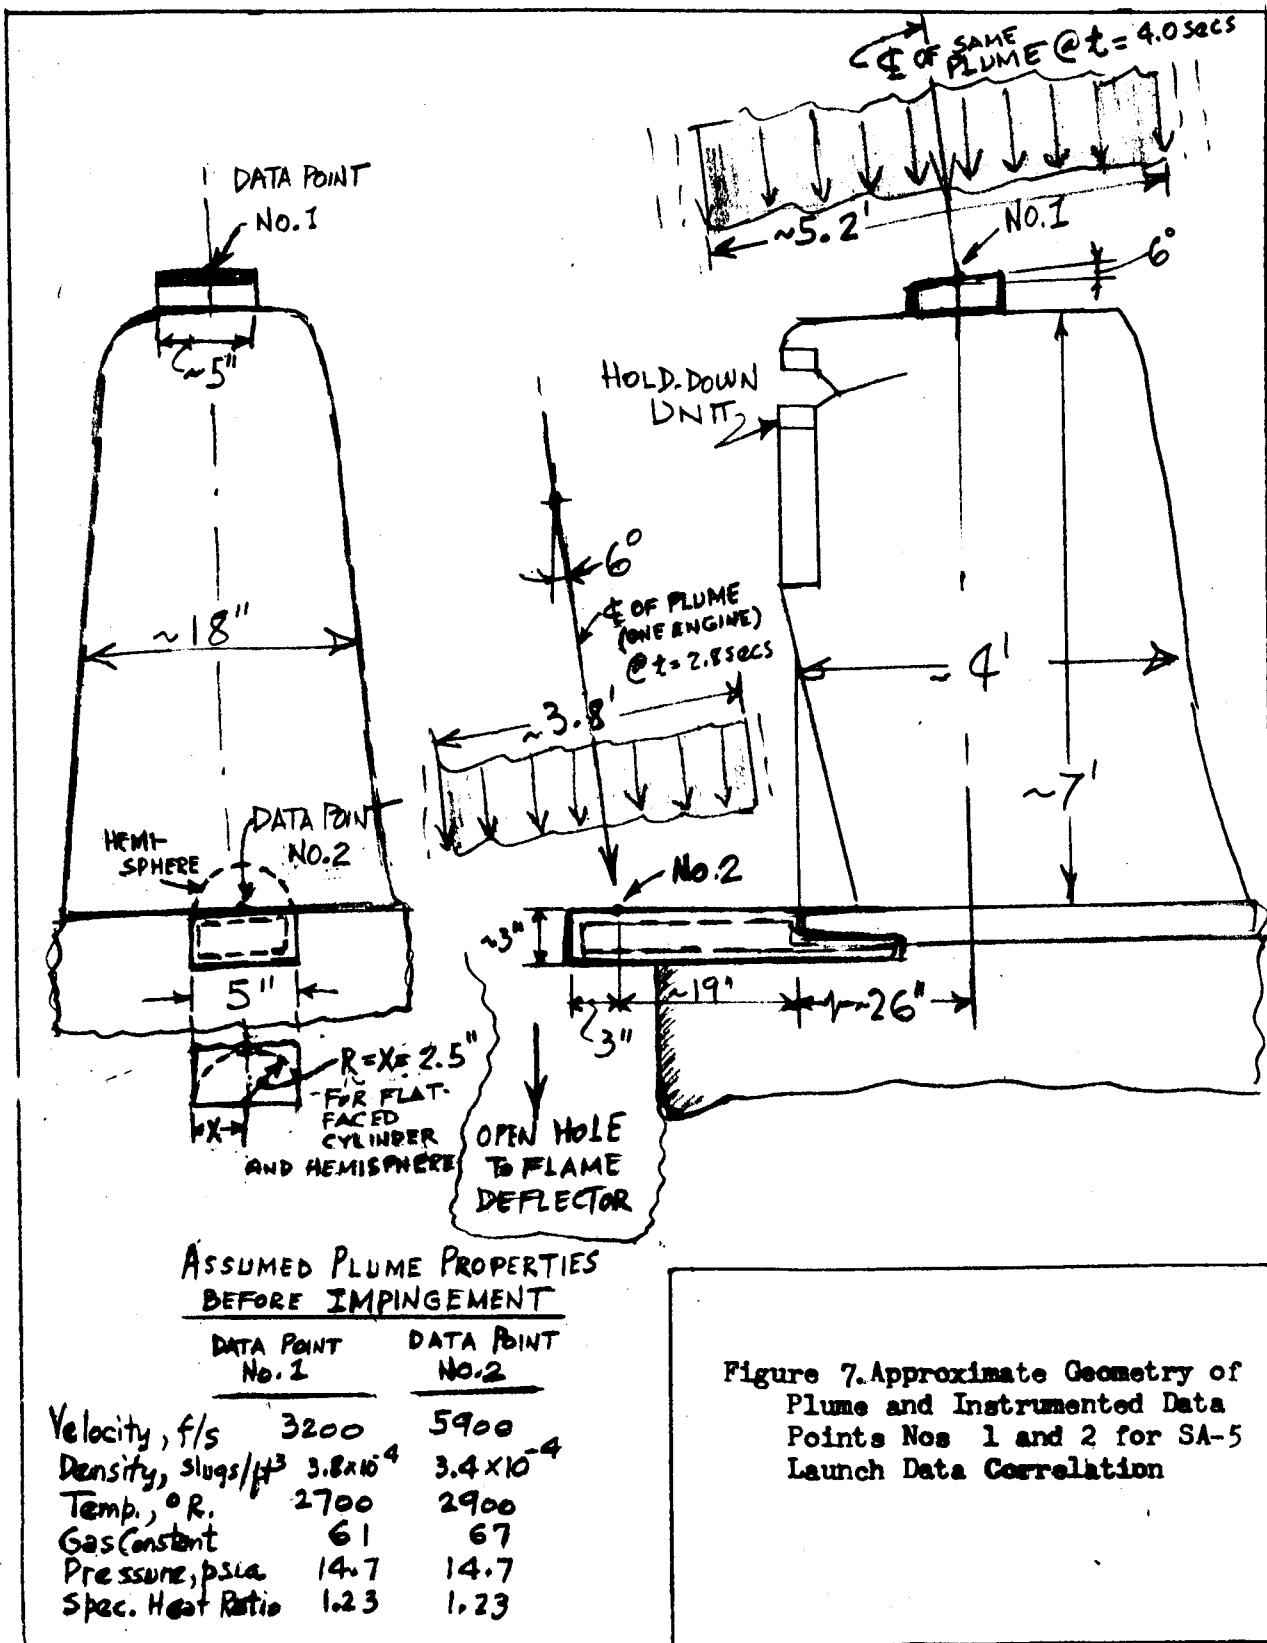 ℄ OF SAME
PLUME @ t = 4.0 secs
DATA POINT
No. 1
~5.2'
No. 1
6°
~5"
HOLD-DOWN
UNIT
6°
℄ OF PLUME
(ONE ENGINE)
@ t = 2.8 secs
~18"
~ 4'
~3.8'
~7'
DATA POINT
No. 2
HEMI-
SPHERE
No. 2
~3"
5"
3"
~19"
~26"
R = X = 2.5"
FOR FLAT-
FACED
CYLINDER
AND HEMISPHERE
X
OPEN HOLE
TO FLAME
DEFLECTOR
ASSUMED PLUME PROPERTIES
BEFORE IMPINGEMENT
DATA POINT No. 1 DATA POINT No. 2
Velocity, f/s 3200 5900
Density, slugs/ft³ 3.8x10⁻⁴ 3.4x10⁻⁴
Temp., °R. 2700 2900
Gas Constant 61 67
Pressure, psia 14.7 14.7
Spec. Heat Ratio 1.23 1.23
Figure 7. Approximate Geometry of
Plume and Instrumented Data
Points Nos 1 and 2 for SA-5
Launch Data Correlation